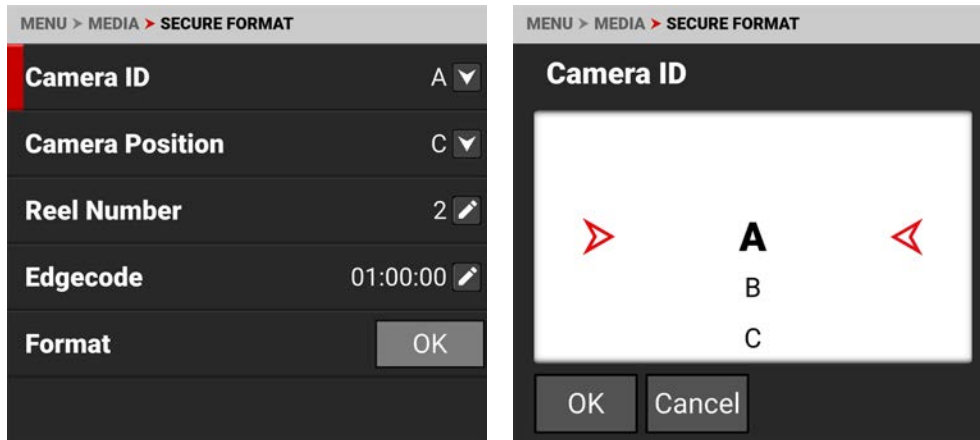 MENU > MEDIA > SECURE FORMAT
Camera ID A
Camera Position C
Reel Number 2
Edgecode 01:00:00
Format OK
MENU > MEDIA > SECURE FORMAT
Camera ID
A
B
C
OK Cancel